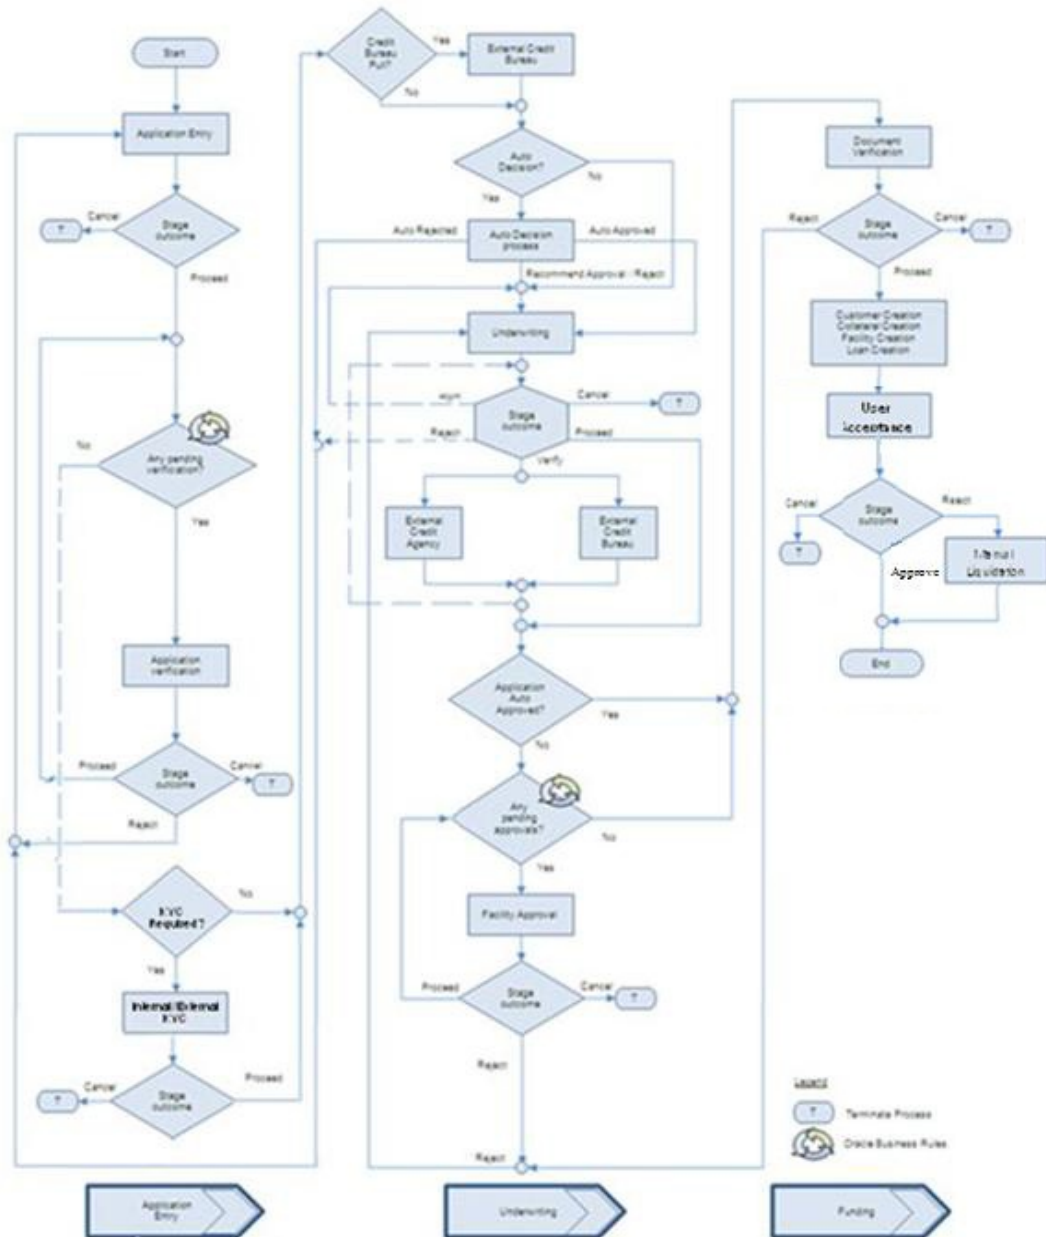 Start
Application Entry
Cancel
T
Stage
outcome
Proceed
No
Any pending
verification?
Yes
Application
verification
Proceed
Stage
outcome
Cancel
T
Reject
KYC
Required?
No
Yes
Internal/External
KYC
Cancel
T
Stage
outcome
Proceed
Application
Entry
Credit
Bureau
Pull?
Yes
External Credit
Bureau
No
Auto
Decision?
No
Yes
Auto Rejected
Auto Decision
process
Auto Approved
Recommend Approval / Reject
Underwriting
Stage
outcome
Cancel
T
Reject
Proceed
Verify
External
Credit
Agency
External
Credit
Bureau
Application
Auto
Approved?
Yes
No
Any
pending
approvals?
No
Yes
Facility Approval
Proceed
Stage
outcome
Cancel
T
Reject
Reject
Underwriting
Document
Verification
Reject
Stage
outcome
Cancel
T
Proceed
Customer Creation
Collateral Creation
Facility Creation
Loan Creation
User
Acceptance
Cancel
T
Stage
outcome
Reject
Approve
Manual
Liquidation
End
Legend
T
Terminate Process
Oracle Business Rules
Funding